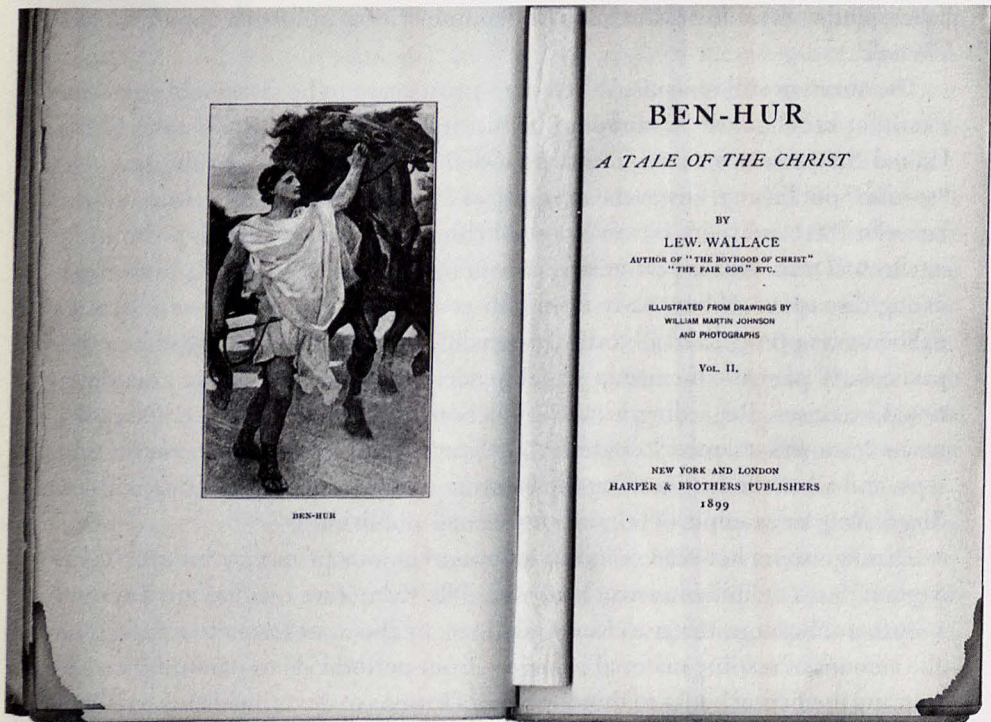 BEN-HUR
BEN-HUR
A TALE OF THE CHRIST
BY
LEW. WALLACE
AUTHOR OF "THE BOYHOOD OF CHRIST"
"THE FAIR GOD" ETC.
ILLUSTRATED FROM DRAWINGS BY
WILLIAM MARTIN JOHNSON
AND PHOTOGRAPHS
VOL. II.
NEW YORK AND LONDON
HARPER & BROTHERS PUBLISHERS
1899